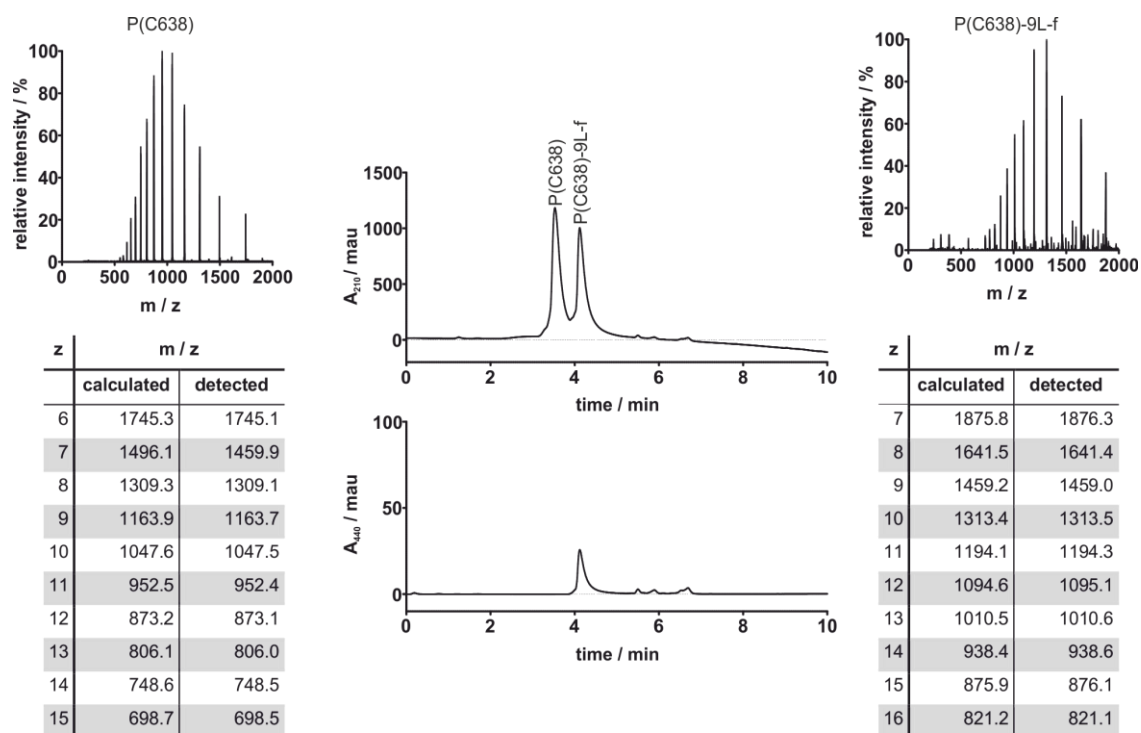 P(C638)
relative intensity / %
100
80
60
40
20
0
0 500 1000 1500 2000
m / z
z m / z
calculated detected
6 1745.3 1745.1
7 1496.1 1459.9
8 1309.3 1309.1
9 1163.9 1163.7
10 1047.6 1047.5
11 952.5 952.4
12 873.2 873.1
13 806.1 806.0
14 748.6 748.5
15 698.7 698.5
P(C638)
P(C638)-9L-f
A210 / mau
1500
1000
500
0
0 2 4 6 8 10
time / min
A440 / mau
100
50
0
0 2 4 6 8 10
time / min
P(C638)-9L-f
relative intensity / %
100
80
60
40
20
0
0 500 1000 1500 2000
m / z
z m / z
calculated detected
7 1875.8 1876.3
8 1641.5 1641.4
9 1459.2 1459.0
10 1313.4 1313.5
11 1194.1 1194.3
12 1094.6 1095.1
13 1010.5 1010.6
14 938.4 938.6
15 875.9 876.1
16 821.2 821.1